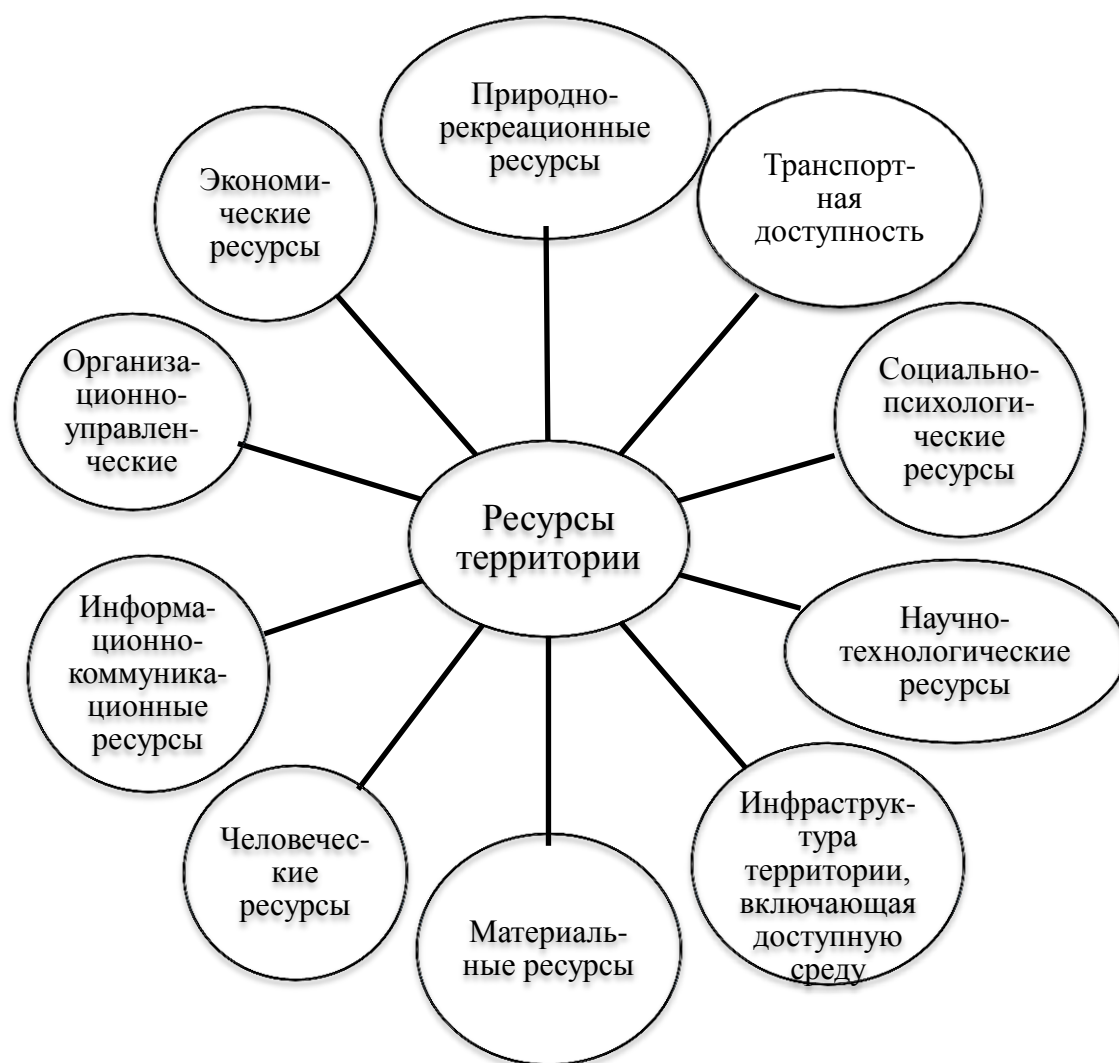 Природно-
рекреационные
ресурсы
Транспорт-
ная
доступность
Социально-
психологи-
ческие
ресурсы
Научно-
технологические
ресурсы
Инфраструк-
тура
территории,
включающая
доступную
среду
Материаль-
ные ресурсы
Человечес-
кие
ресурсы
Информа-
ционно-
коммуника-
ционные
ресурсы
Организа-
ционно-
управлен-
ческие
Экономи-
ческие
ресурсы
Ресурсы
территории